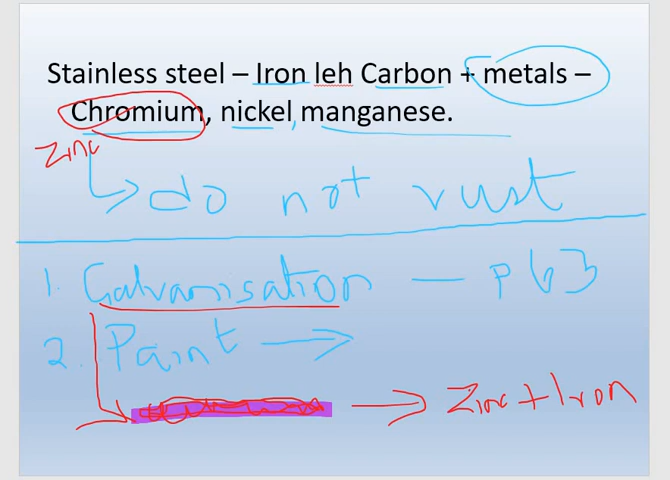 Stainless steel – Iron leh Carbon + metals –
Chromium, nickel, manganese.
Zinc
do not rust
1. Galvanisation — P 63
2. Paint →
→ Zinc + Iron